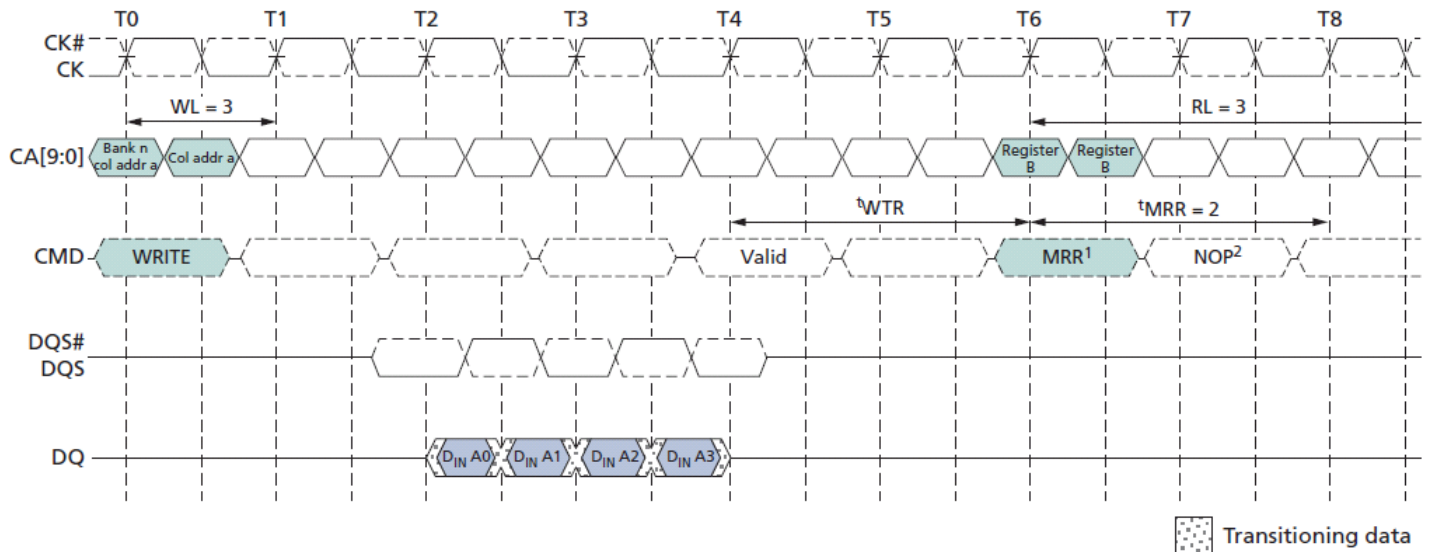 T0 T1 T2 T3 T4 T5 T6 T7 T8
CK#
CK
WL = 3 RL = 3
CA[9:0] Bank n col addr a Col addr a Register B Register B
tWTR tMRR = 2
CMD WRITE Valid MRR1 NOP2
DQS#
DQS
DQ DIN A0 DIN A1 DIN A2 DIN A3
Transitioning data